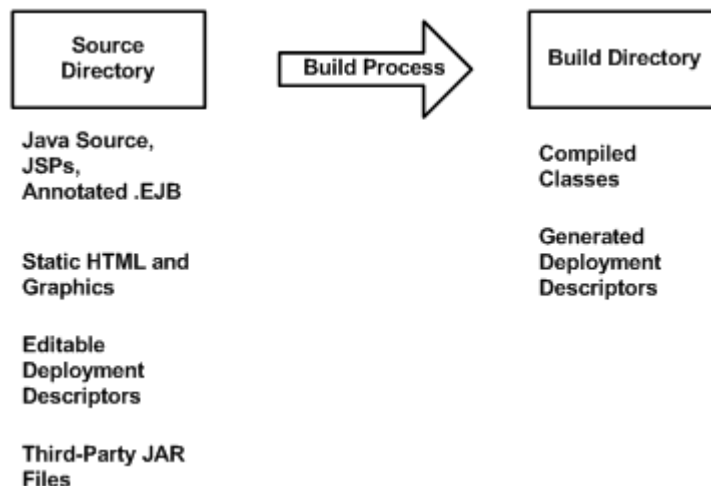 Source
Directory
Build Process
Build Directory
Java Source,
JSPs,
Annotated .EJB
Static HTML and
Graphics
Editable
Deployment
Descriptors
Third-Party JAR
Files
Compiled
Classes
Generated
Deployment
Descriptors